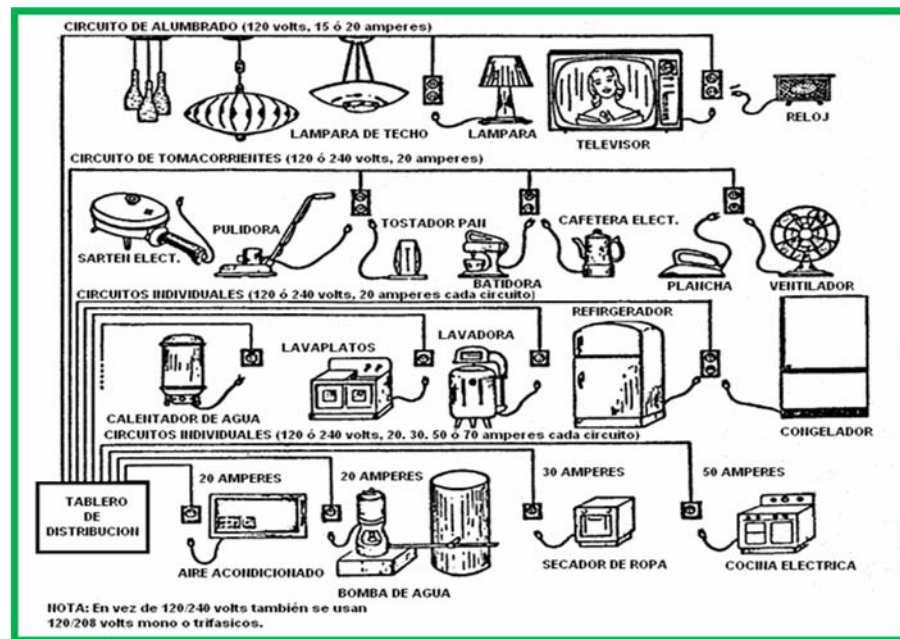 CIRCUITO DE ALUMBRADO (120 volts, 15 ó 20 amperes)
LAMPARA DE TECHO
LAMPARA
TELEVISOR
RELOJ
CIRCUITO DE TOMACORRIENTES (120 ó 240 volts, 20 amperes)
SARTEN ELECT.
PULIDORA
TOSTADOR PAN
BATIDORA
CAFETERA ELECT.
PLANCHA
VENTILADOR
CIRCUITOS INDIVIDUALES (120 ó 240 volts, 20 amperes cada circuito)
CALENTADOR DE AGUA
LAVAPLATOS
LAVADORA
REFIRGERADOR
CONGELADOR
CIRCUITOS INDIVIDUALES (120 ó 240 volts, 20. 30. 50 ó 70 amperes cada circuito)
TABLERO
DE
DISTRIBUCION
20 AMPERES
20 AMPERES
30 AMPERES
50 AMPERES
AIRE ACONDICIONADO
BOMBA DE AGUA
SECADOR DE ROPA
COCINA ELECTRICA
NOTA: En vez de 120/240 volts también se usan
120/208 volts mono o trifasicos.